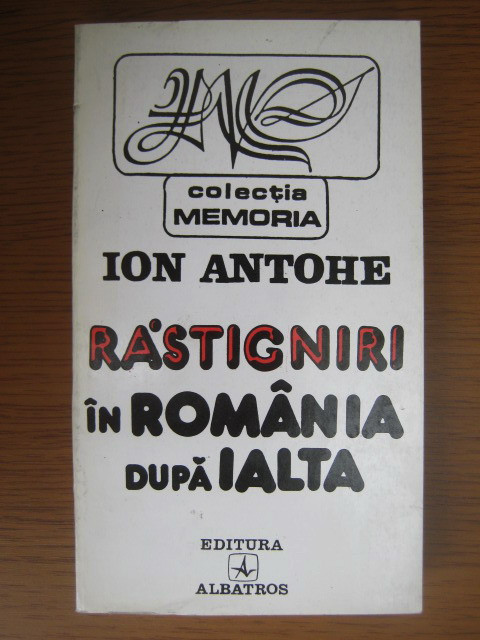 colecția
MEMORIA
ION ANTOHE
RĂSTIGNIRI
ÎN ROMÂNIA
DUPĂ IALTA
EDITURA
ALBATROS